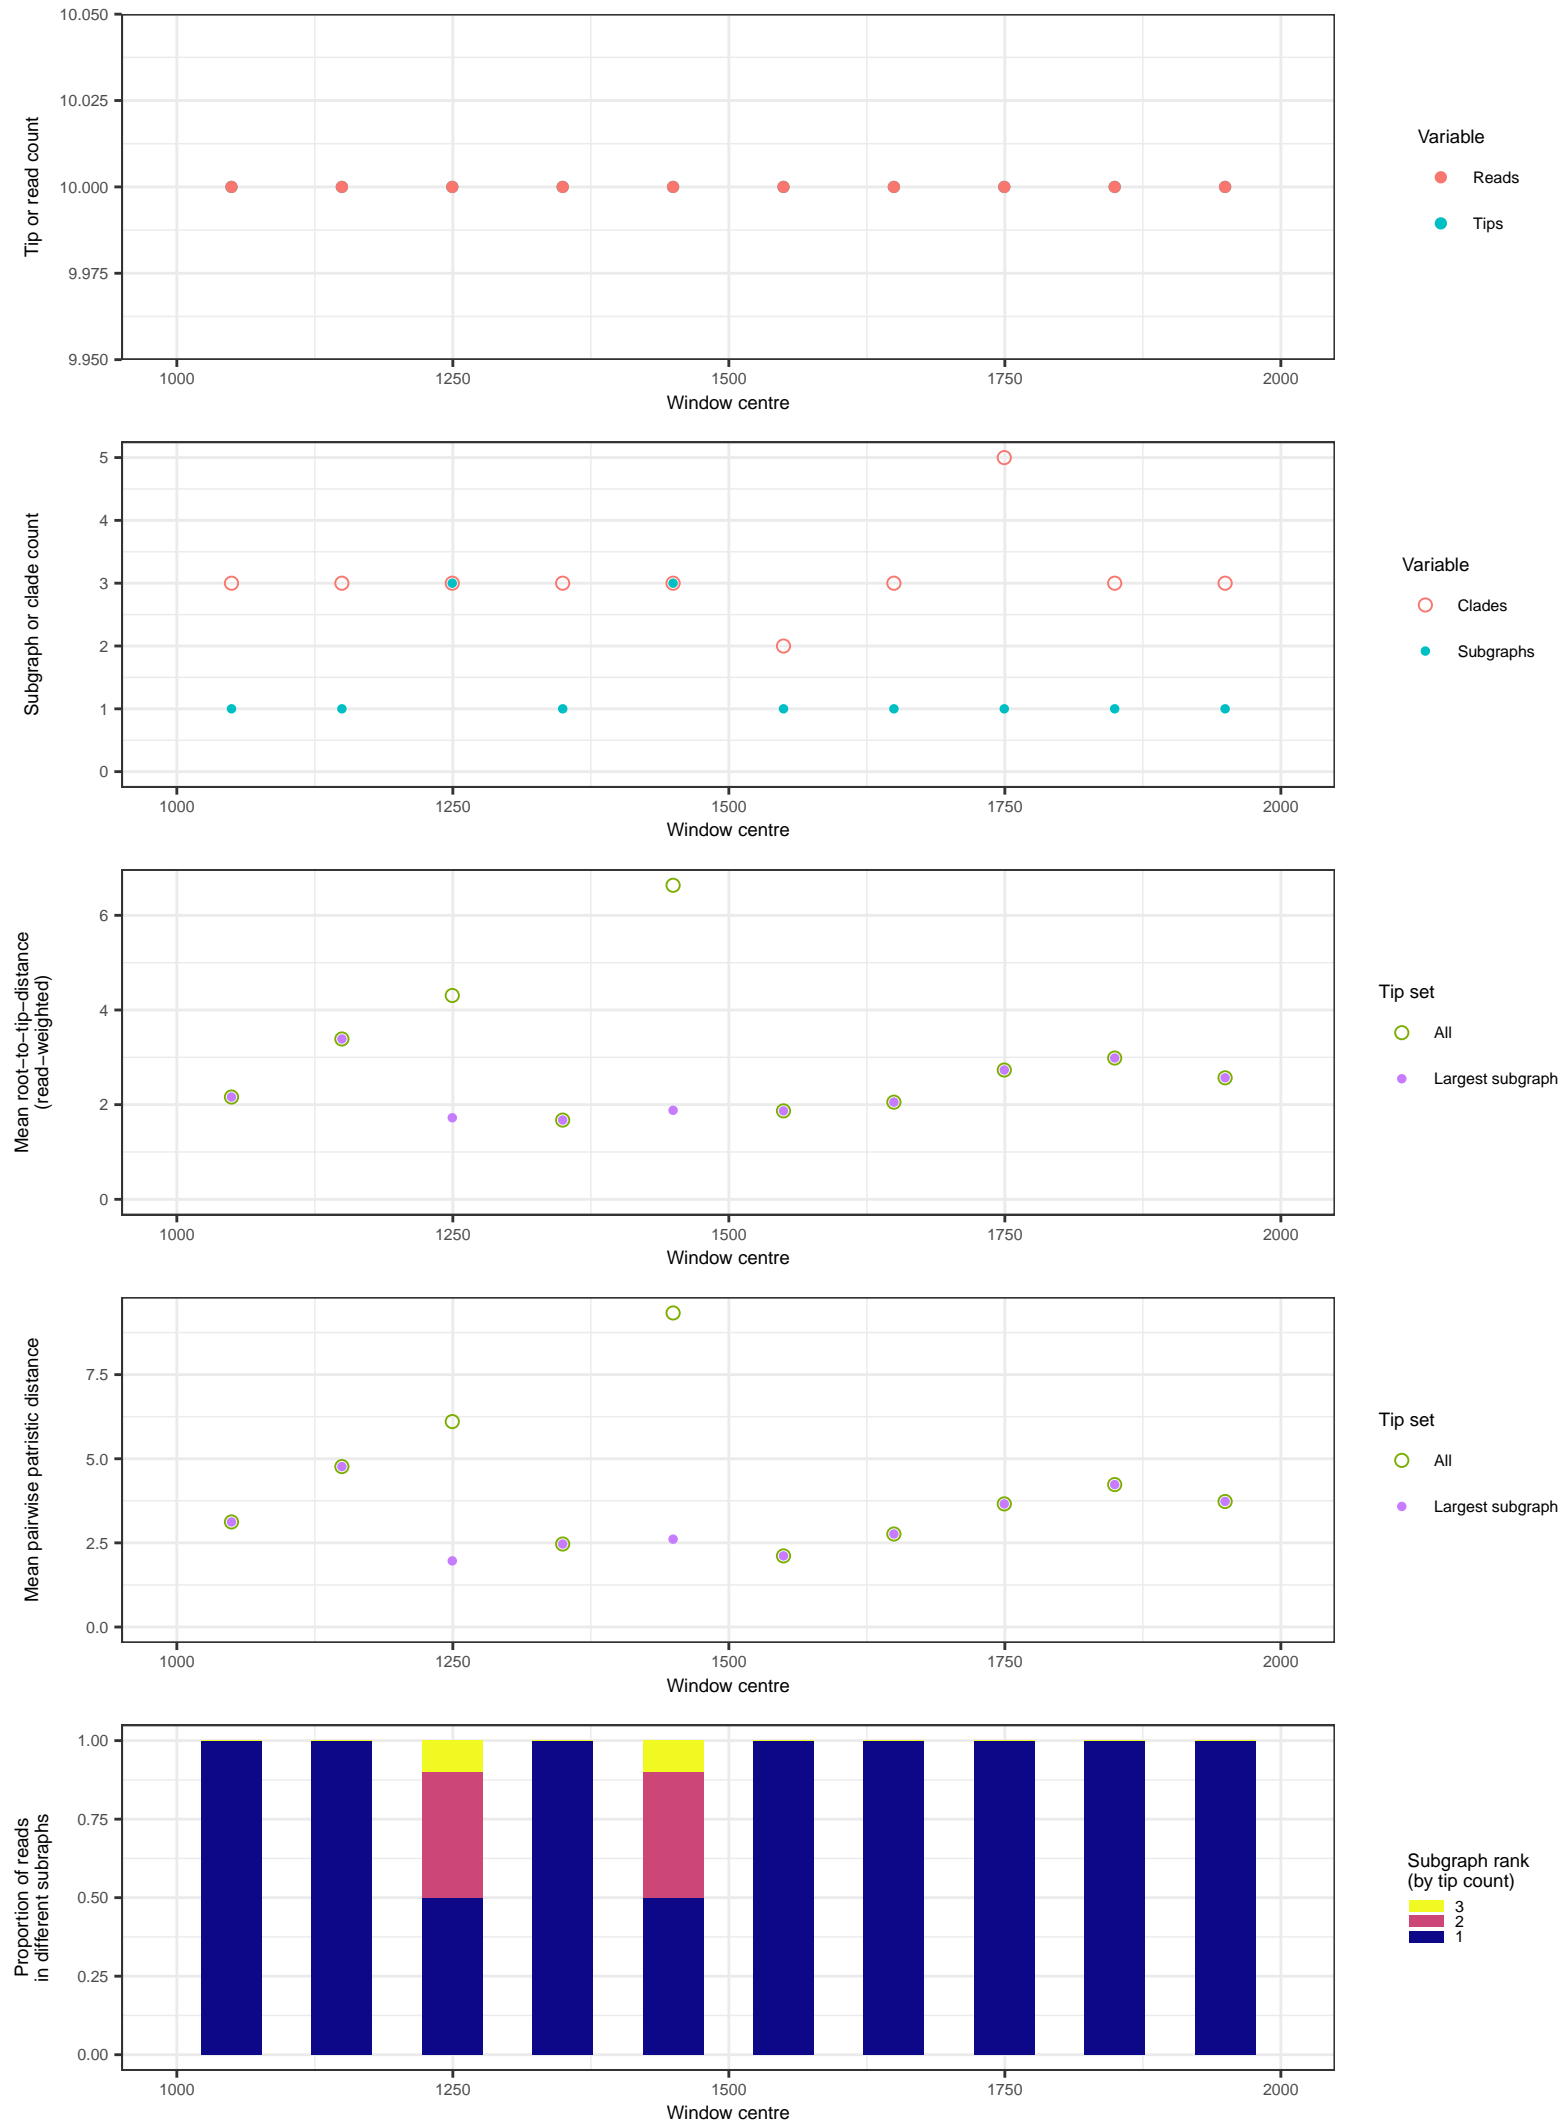 10.050
10.025
10.000
9.975
9.950
Tip or read count
1000 1250 1500 1750 2000
Window centre
Variable
Reads
Tips
5
4
3
2
1
0
Subgraph or clade count
1000 1250 1500 1750 2000
Window centre
Variable
Clades
Subgraphs
6
4
2
0
Mean root−to−tip−distance
(read−weighted)
1000 1250 1500 1750 2000
Window centre
Tip set
All
Largest subgraph
7.5
5.0
2.5
0.0
Mean pairwise patristic distance
1000 1250 1500 1750 2000
Window centre
Tip set
All
Largest subgraph
1.00
0.75
0.50
0.25
0.00
Proportion of reads
in different subraphs
1000 1250 1500 1750 2000
Window centre
Subgraph rank
(by tip count)
3
2
1